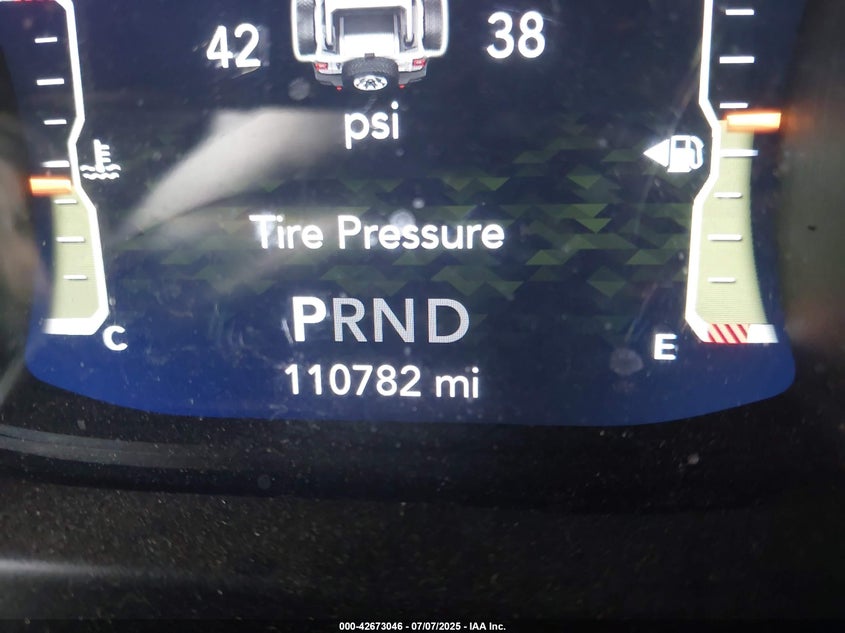 42 38
psi
Tire Pressure
PRND
C E
110782 mi
000-42673046 - 07/07/2025 - IAA Inc.